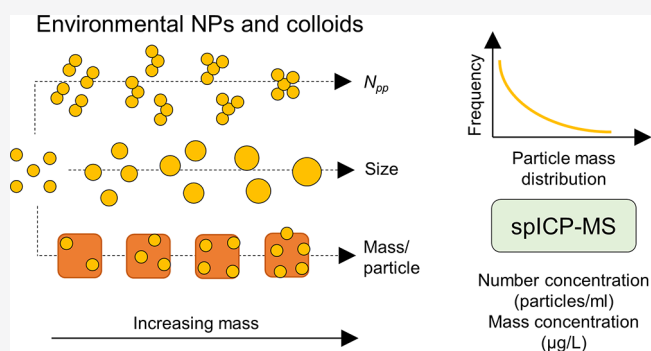 Environmental NPs and colloids
Npp
Size
Mass/
particle
Increasing mass
Frequency
Particle mass
distribution
spICP-MS
Number concentration
(particles/ml)
Mass concentration
(µg/L)